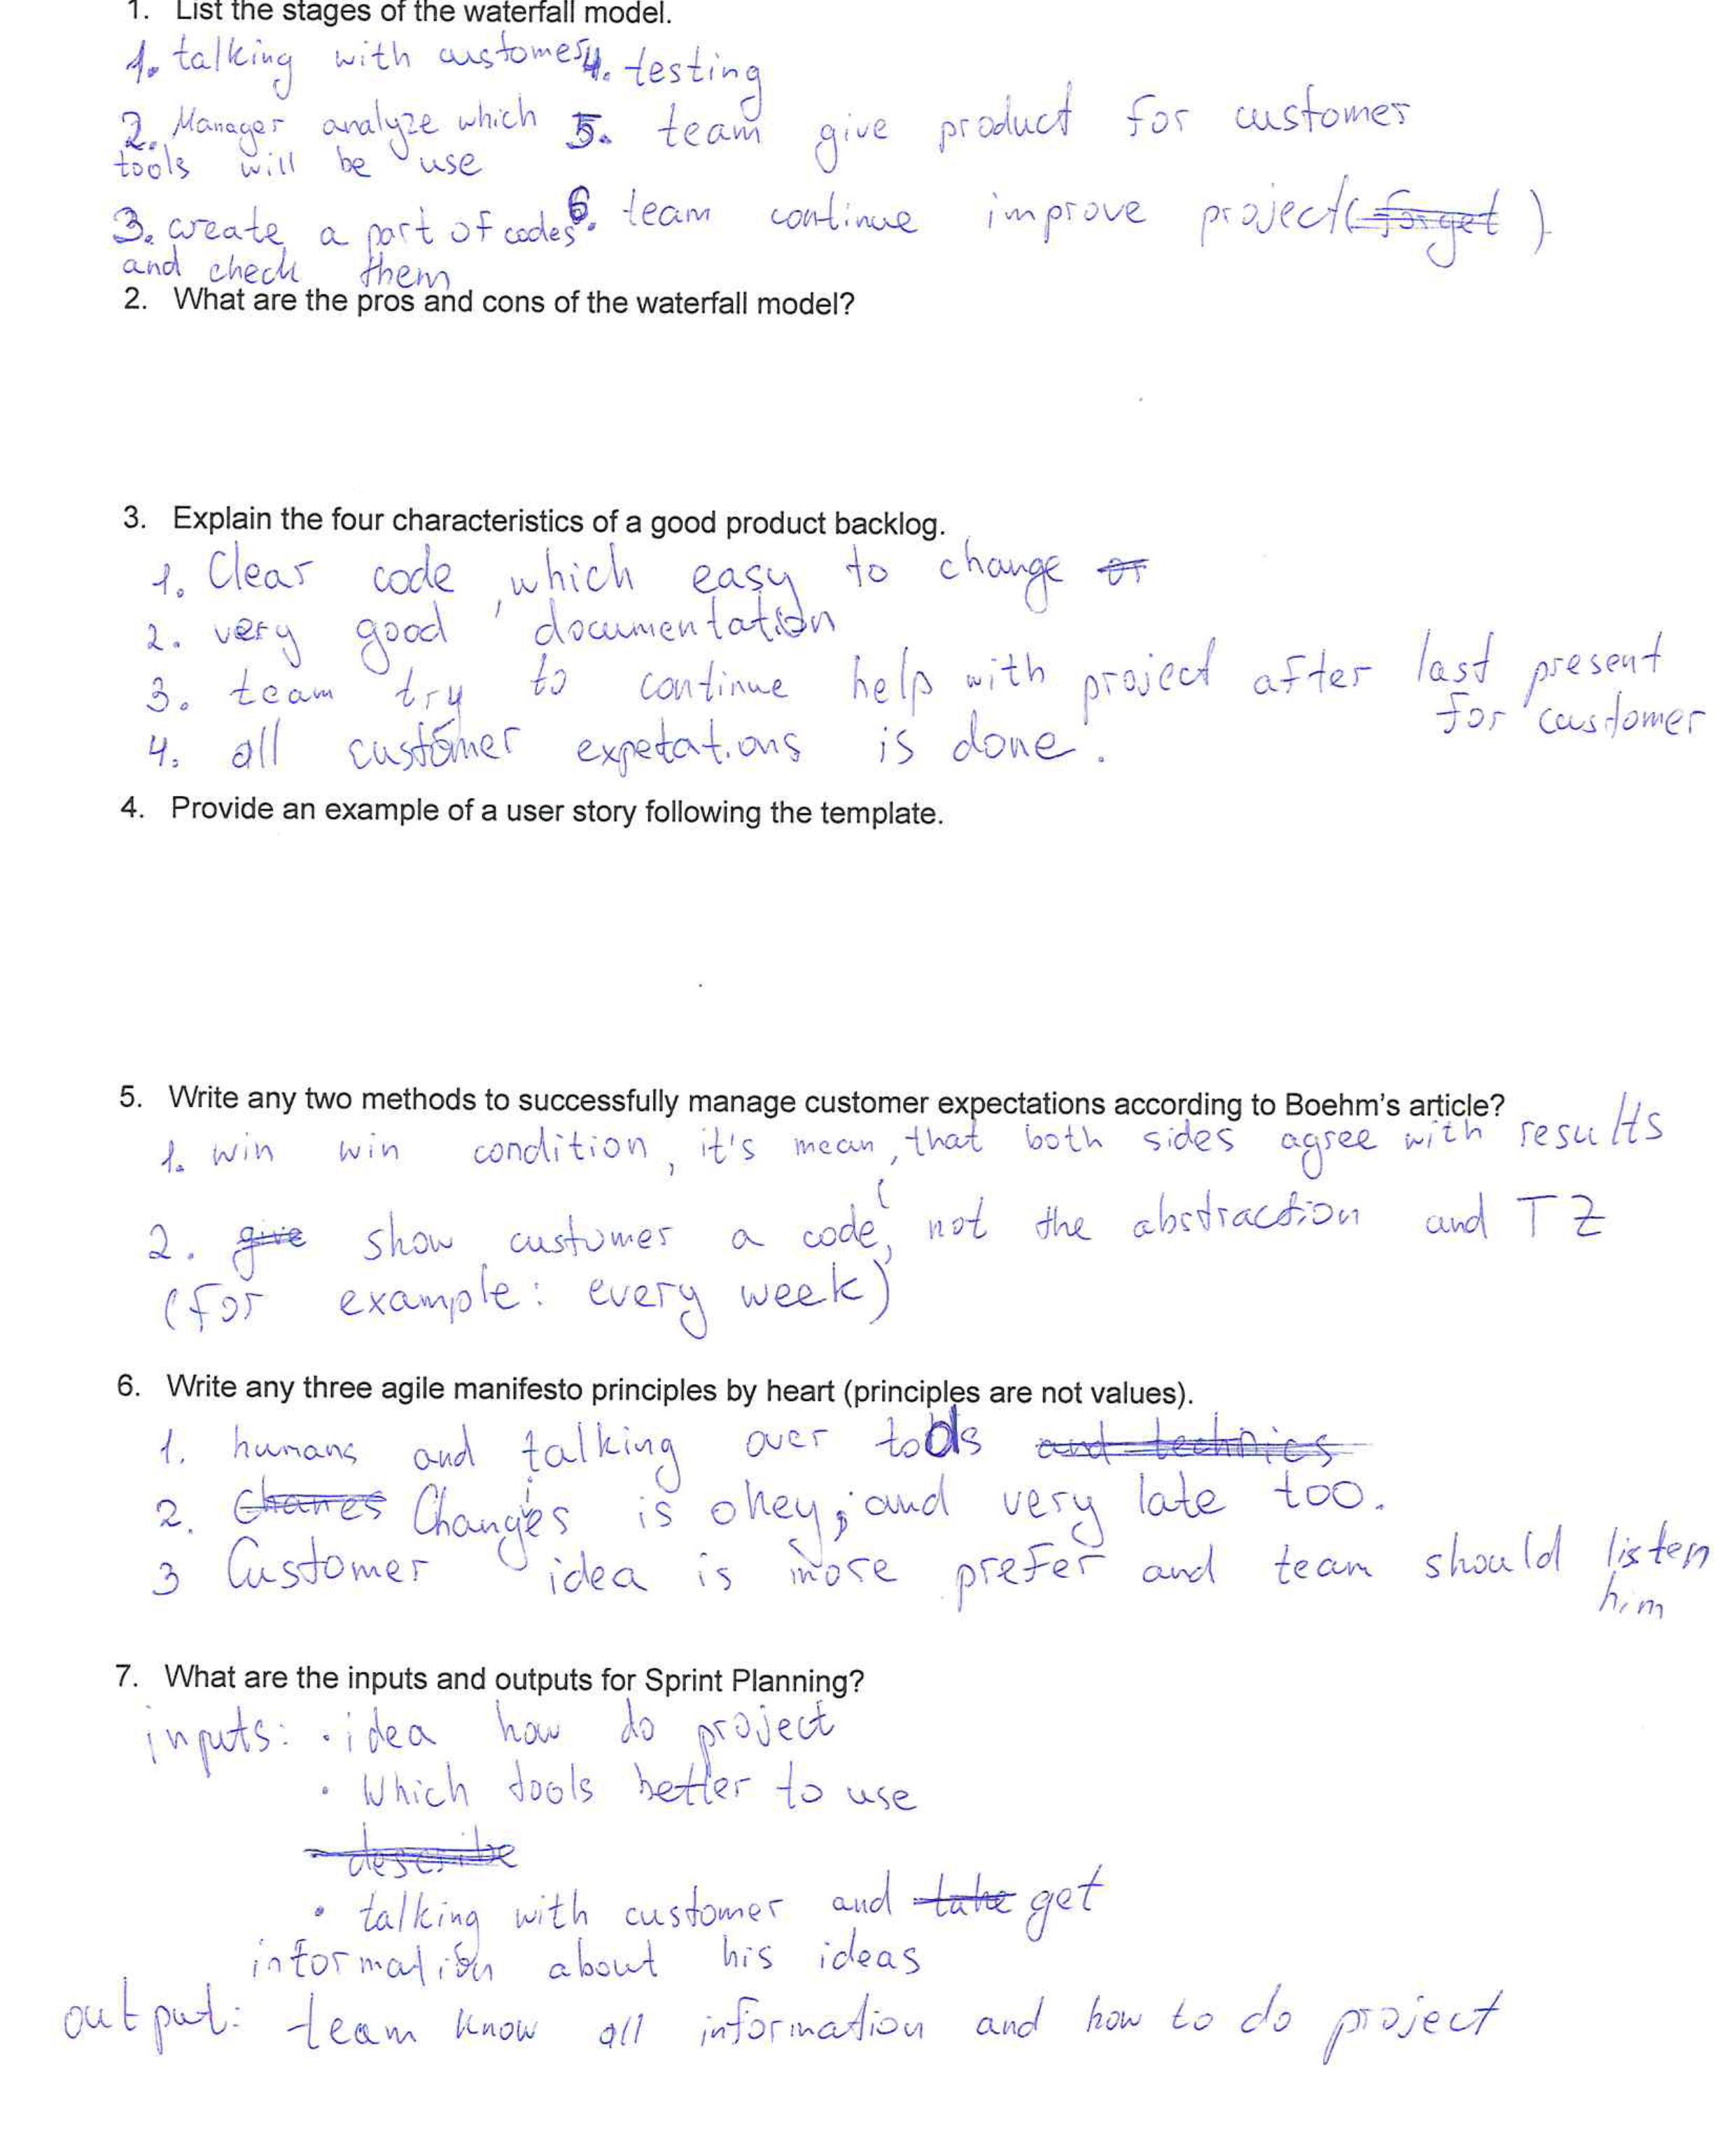 1. List the stages of the waterfall model.
1. talking with customer 4. testing
2. Manager analyze which 5. team give product for customer
tools will be use
3. create a part of codes 6. team continue improve project (forget)
and check them
2. What are the pros and cons of the waterfall model?
3. Explain the four characteristics of a good product backlog.
1. Clear code, which easy to change or
2. very good documentation
3. team try to continue help with project after last present
for customer
4. all customer expetations is done.
4. Provide an example of a user story following the template.
5. Write any two methods to successfully manage customer expectations according to Boehm's article?
1. win win condition, it's mean, that both sides agree with results
2. give show customer a code, not the abstraction and TZ
(for example: every week)
6. Write any three agile manifesto principles by heart (principles are not values).
1. humans and talking over tools and technics
2. Chanes Changes is okey, and very late too.
3 Customer idea is more prefer and team should listen
him
7. What are the inputs and outputs for Sprint Planning?
inputs: · idea how do project
· Which tools better to use
describe
· talking with customer and take get
information about his ideas
output: team know all information and how to do project